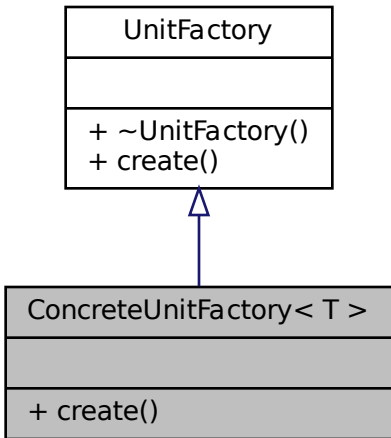 UnitFactory
+ ~UnitFactory()
+ create()
ConcreteUnitFactory< T >
+ create()